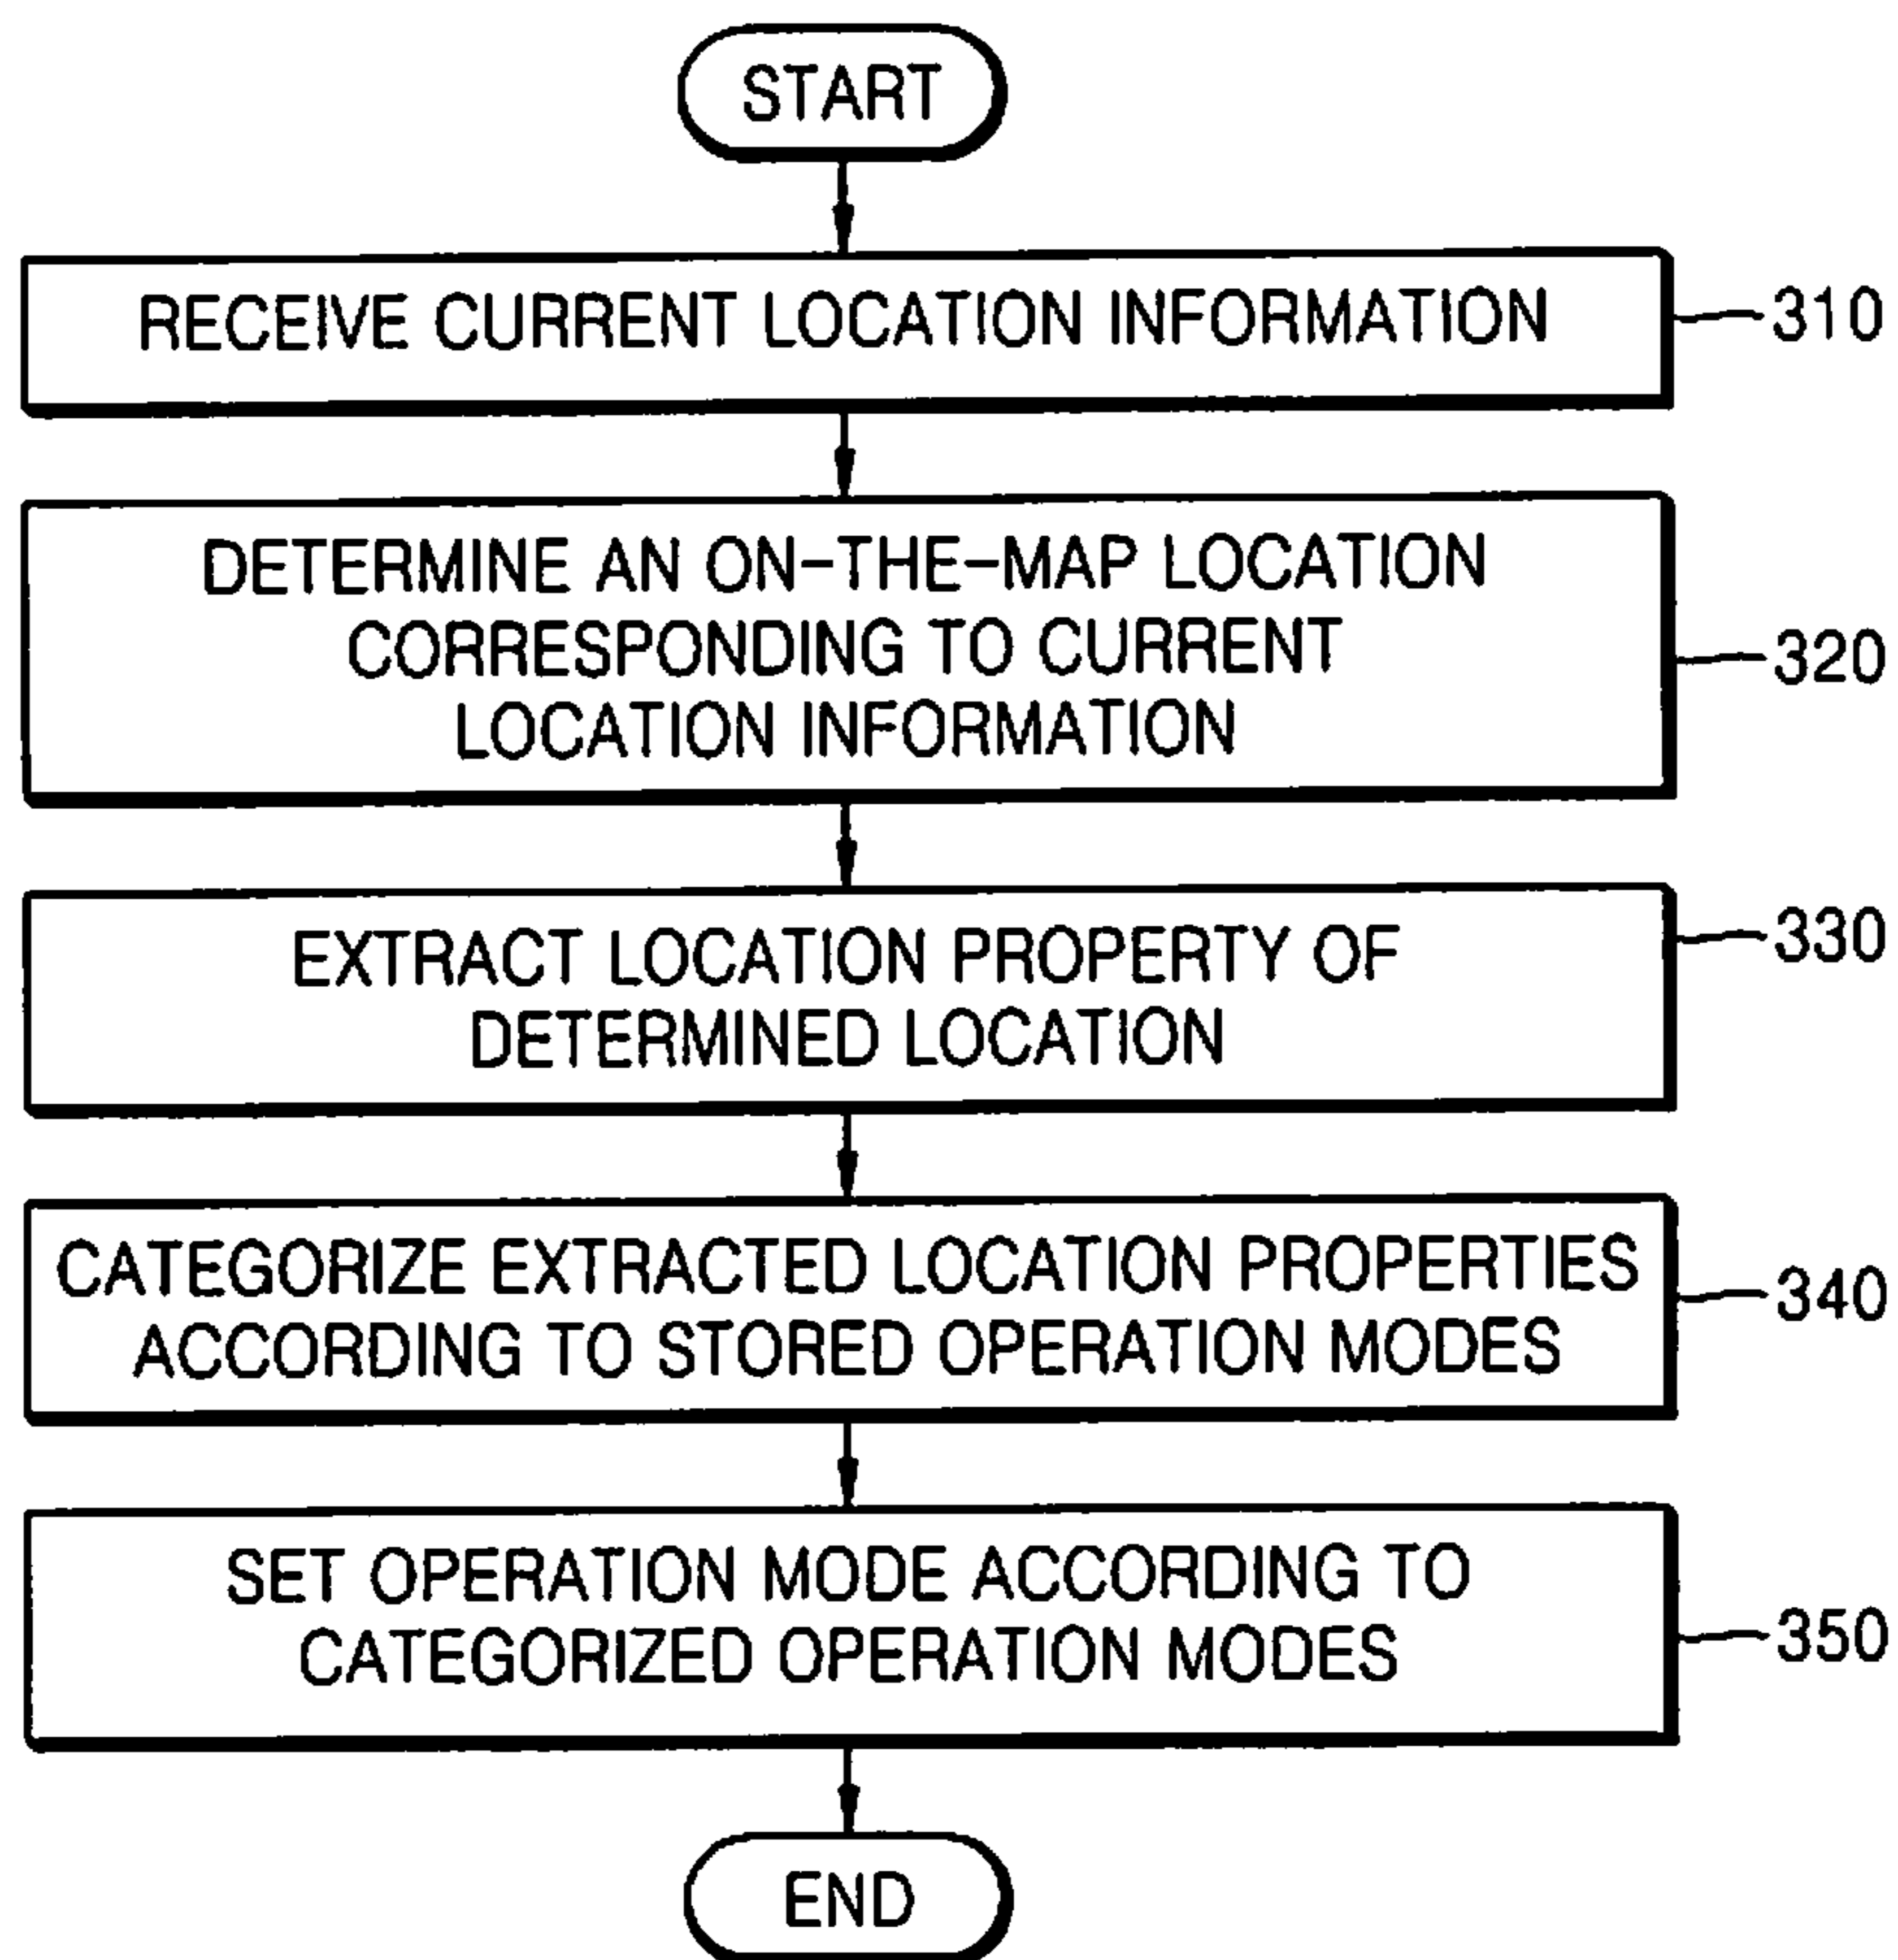 START
RECEIVE CURRENT LOCATION INFORMATION
310
DETERMINE AN ON-THE-MAP LOCATION
CORRESPONDING TO CURRENT
LOCATION INFORMATION
320
EXTRACT LOCATION PROPERTY OF
DETERMINED LOCATION
330
CATEGORIZE EXTRACTED LOCATION PROPERTIES
ACCORDING TO STORED OPERATION MODES
340
SET OPERATION MODE ACCORDING TO
CATEGORIZED OPERATION MODES
350
END